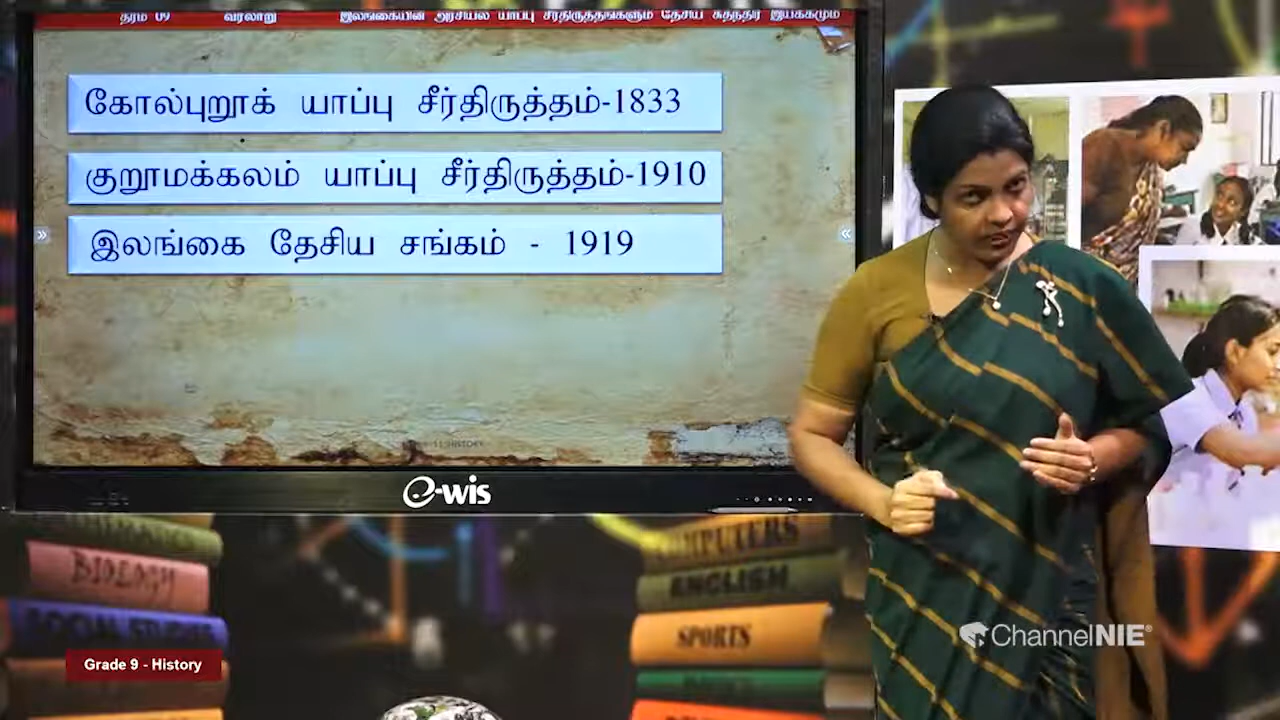 தரம் 09 வரலாறு இலங்கையின் அரசியல் யாப்பு சீர்திருத்தங்களும் தேசிய சுதந்திர இயக்கமும்
கோல்புறூக் யாப்பு சீர்திருத்தம்-1833
குறூமக்கலம் யாப்பு சீர்திருத்தம்-1910
இலங்கை தேசிய சங்கம் - 1919
e-wis
COMPUTERS
BIOLOGY
ENGLISH
SOCIAL STUDIES
SPORTS
Grade 9 - History
ChannelNIE